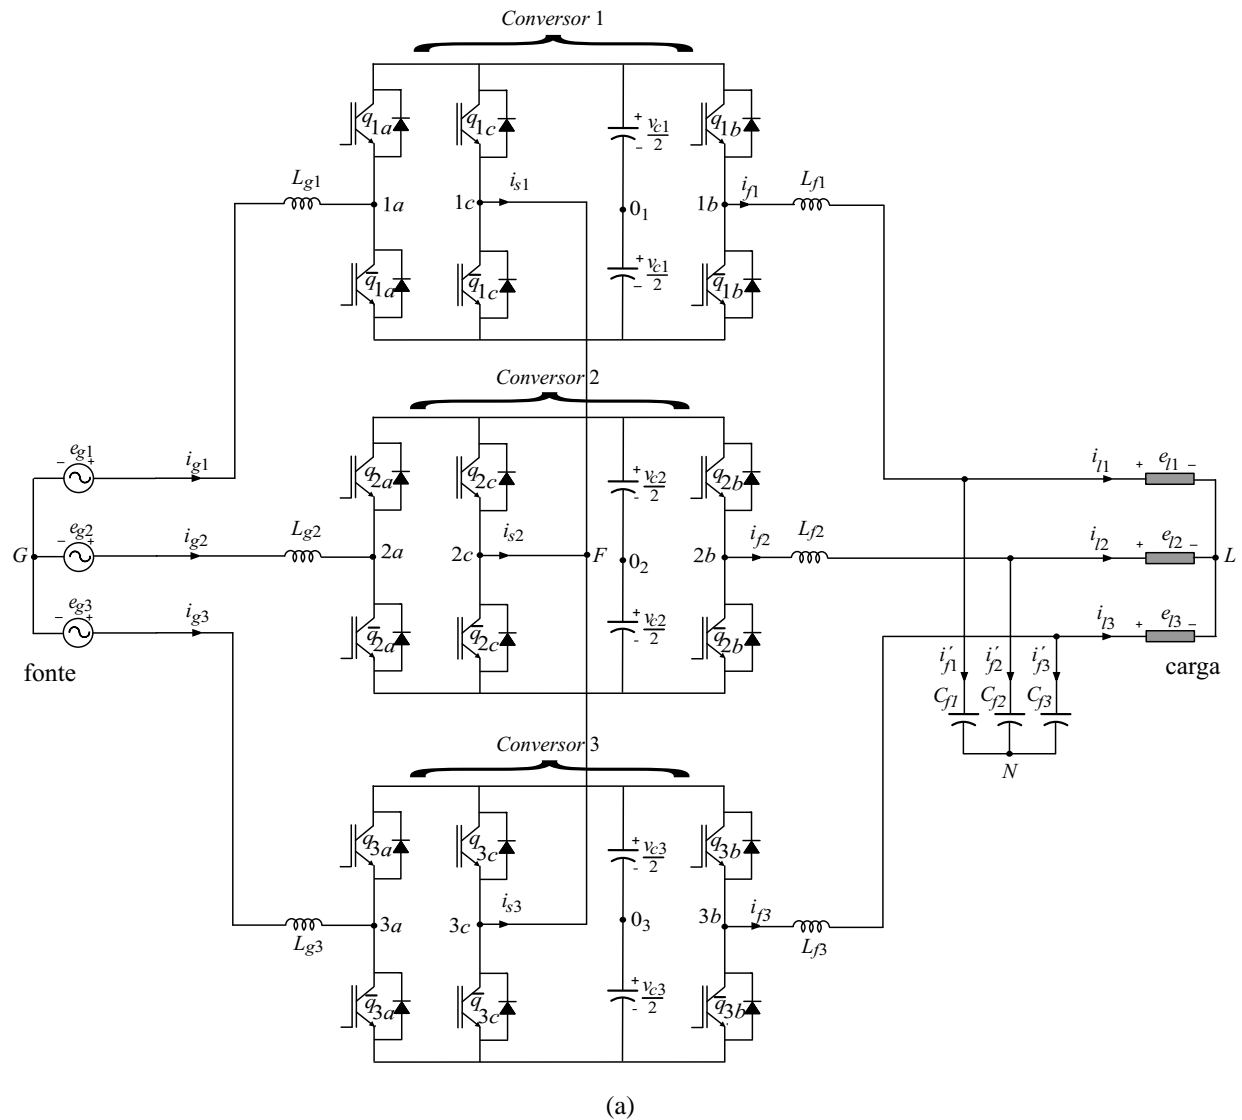 Conversor 1
q1a
q1c
+ vc1/2 -
q1b
Lg1
1a
1c
is1
01
1b
if1
Lf1
q̄1a
q̄1c
+ vc1/2 -
q̄1b
Conversor 2
q2a
q2c
+ vc2/2 -
q2b
- eg1 +
ig1
il1
+ el1 -
G
- eg2 +
ig2
Lg2
2a
2c
is2
F
02
2b
if2
Lf2
il2
+ el2 -
L
- eg3 +
ig3
q̄2a
q̄2c
+ vc2/2 -
q̄2b
il3
+ el3 -
fonte
i′f1
i′f2
i′f3
carga
Cf1
Cf2
Cf3
N
Conversor 3
q3a
q3c
+ vc3/2 -
q3b
Lg3
3a
3c
is3
03
3b
if3
Lf3
q̄3a
q̄3c
+ vc3/2 -
q̄3b
(a)